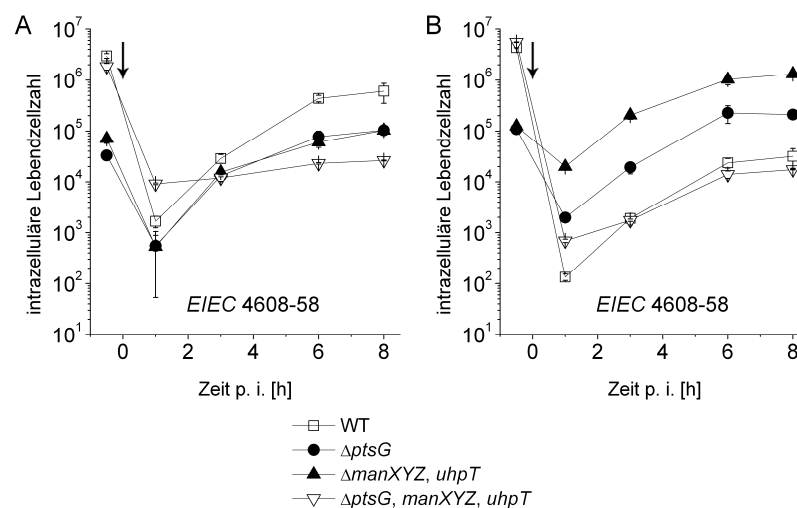 A
B
intrazelluläre Lebendzellzahl
10⁷
10⁶
10⁵
10⁴
10³
10²
10¹
EIEC 4608-58
0 2 4 6 8
Zeit p. i. [h]
intrazelluläre Lebendzellzahl
10⁷
10⁶
10⁵
10⁴
10³
10²
10¹
EIEC 4608-58
0 2 4 6 8
Zeit p. i. [h]
WT
ΔptsG
ΔmanXYZ, uhpT
ΔptsG, manXYZ, uhpT